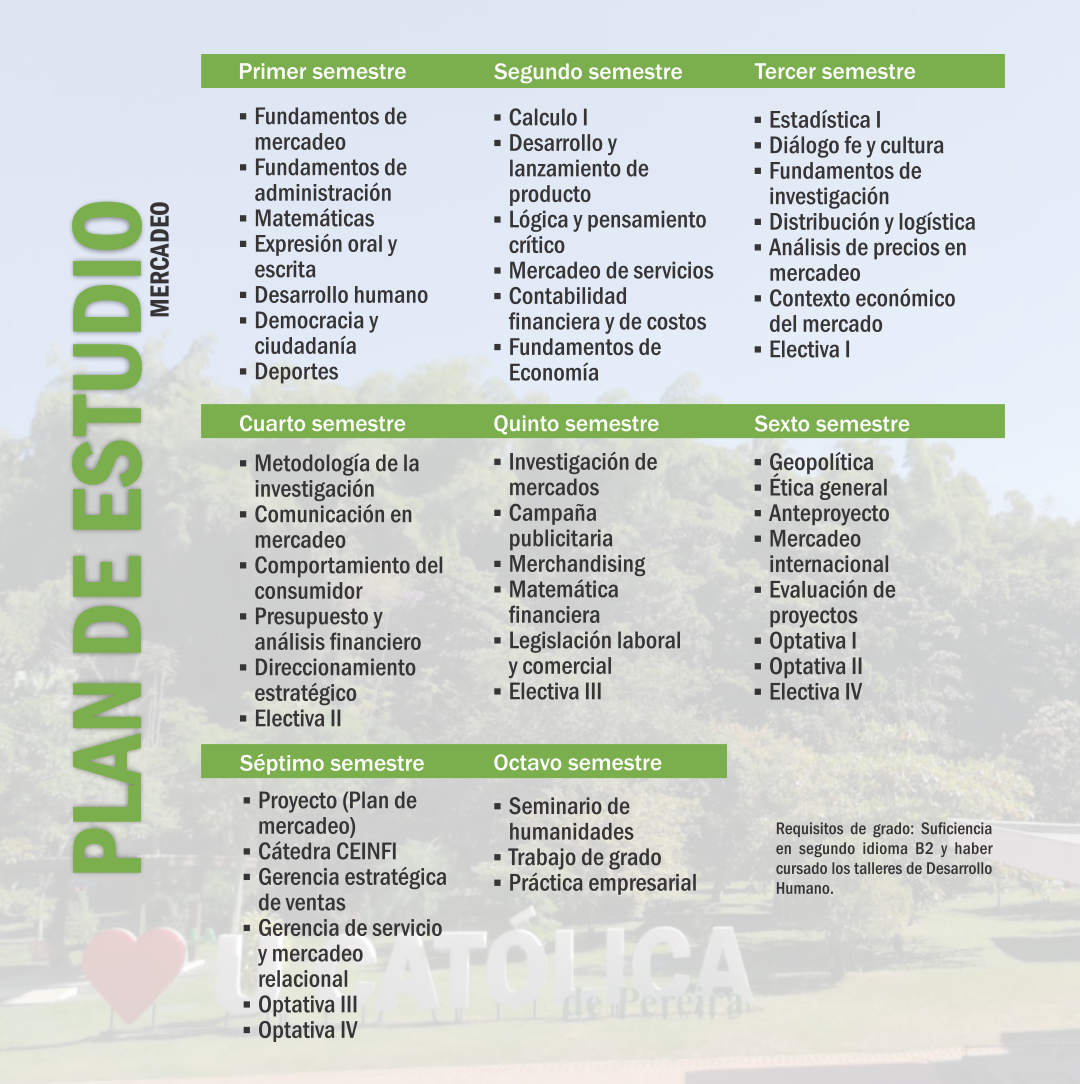 PLAN DE ESTUDIO
MERCADEO
Primer semestre
▪ Fundamentos de
mercadeo
▪ Fundamentos de
administración
▪ Matemáticas
▪ Expresión oral y
escrita
▪ Desarrollo humano
▪ Democracia y
ciudadanía
▪ Deportes
Segundo semestre
▪ Calculo I
▪ Desarrollo y
lanzamiento de
producto
▪ Lógica y pensamiento
crítico
▪ Mercadeo de servicios
▪ Contabilidad
financiera y de costos
▪ Fundamentos de
Economía
Tercer semestre
▪ Estadística I
▪ Diálogo fe y cultura
▪ Fundamentos de
investigación
▪ Distribución y logística
▪ Análisis de precios en
mercadeo
▪ Contexto económico
del mercado
▪ Electiva I
Cuarto semestre
▪ Metodología de la
investigación
▪ Comunicación en
mercadeo
▪ Comportamiento del
consumidor
▪ Presupuesto y
análisis financiero
▪ Direccionamiento
estratégico
▪ Electiva II
Quinto semestre
▪ Investigación de
mercados
▪ Campaña
publicitaria
▪ Merchandising
▪ Matemática
financiera
▪ Legislación laboral
y comercial
▪ Electiva III
Sexto semestre
▪ Geopolítica
▪ Ética general
▪ Anteproyecto
▪ Mercadeo
internacional
▪ Evaluación de
proyectos
▪ Optativa I
▪ Optativa II
▪ Electiva IV
Séptimo semestre
▪ Proyecto (Plan de
mercadeo)
▪ Cátedra CEINFI
▪ Gerencia estratégica
de ventas
▪ Gerencia de servicio
y mercadeo
relacional
▪ Optativa III
▪ Optativa IV
Octavo semestre
▪ Seminario de
humanidades
▪ Trabajo de grado
▪ Práctica empresarial
Requisitos de grado: Suficiencia
en segundo idioma B2 y haber
cursado los talleres de Desarrollo
Humano.
U CATÓLICA
de Pereira